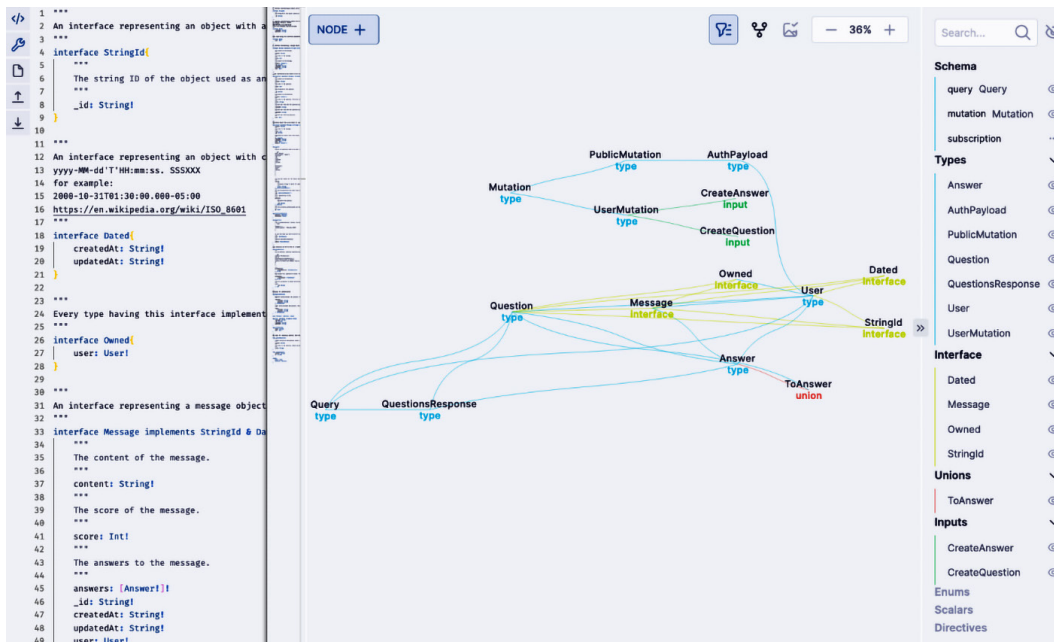 1 """
2 An interface representing an object with a
3 """
4 interface StringId{
5 """
6 The string ID of the object used as an
7 """
8 _id: String!
9 }
10
11 """
12 An interface representing an object with c
13 yyyy-MM-dd'T'HH:mm:ss. SSSXXX
14 for example:
15 2000-10-31T01:30:00.000-05:00
16 https://en.wikipedia.org/wiki/ISO_8601
17 """
18 interface Dated{
19 createdAt: String!
20 updatedAt: String!
21 }
22
23 """
24 Every type having this interface implement
25 """
26 interface Owned{
27 user: User!
28 }
29
30 """
31 An interface representing a message object
32 """
33 interface Message implements StringId & Da
34 """
35 The content of the message.
36 """
37 content: String!
38 """
39 The score of the message.
40 """
41 score: Int!
42 """
43 The answers to the message.
44 """
45 answers: [Answer!]!
46 _id: String!
47 createdAt: String!
48 updatedAt: String!
49 user: User!
NODE +
36%
PublicMutation
type
AuthPayload
type
Mutation
type
CreateAnswer
input
UserMutation
type
CreateQuestion
input
Owned
interface
Dated
interface
User
type
Question
type
Message
interface
StringId
interface
Answer
type
ToAnswer
union
Query
type
QuestionsResponse
type
Search...
Schema
query Query
mutation Mutation
subscription
Types
Answer
AuthPayload
PublicMutation
Question
QuestionsResponse
User
UserMutation
Interface
Dated
Message
Owned
StringId
Unions
ToAnswer
Inputs
CreateAnswer
CreateQuestion
Enums
Scalars
Directives